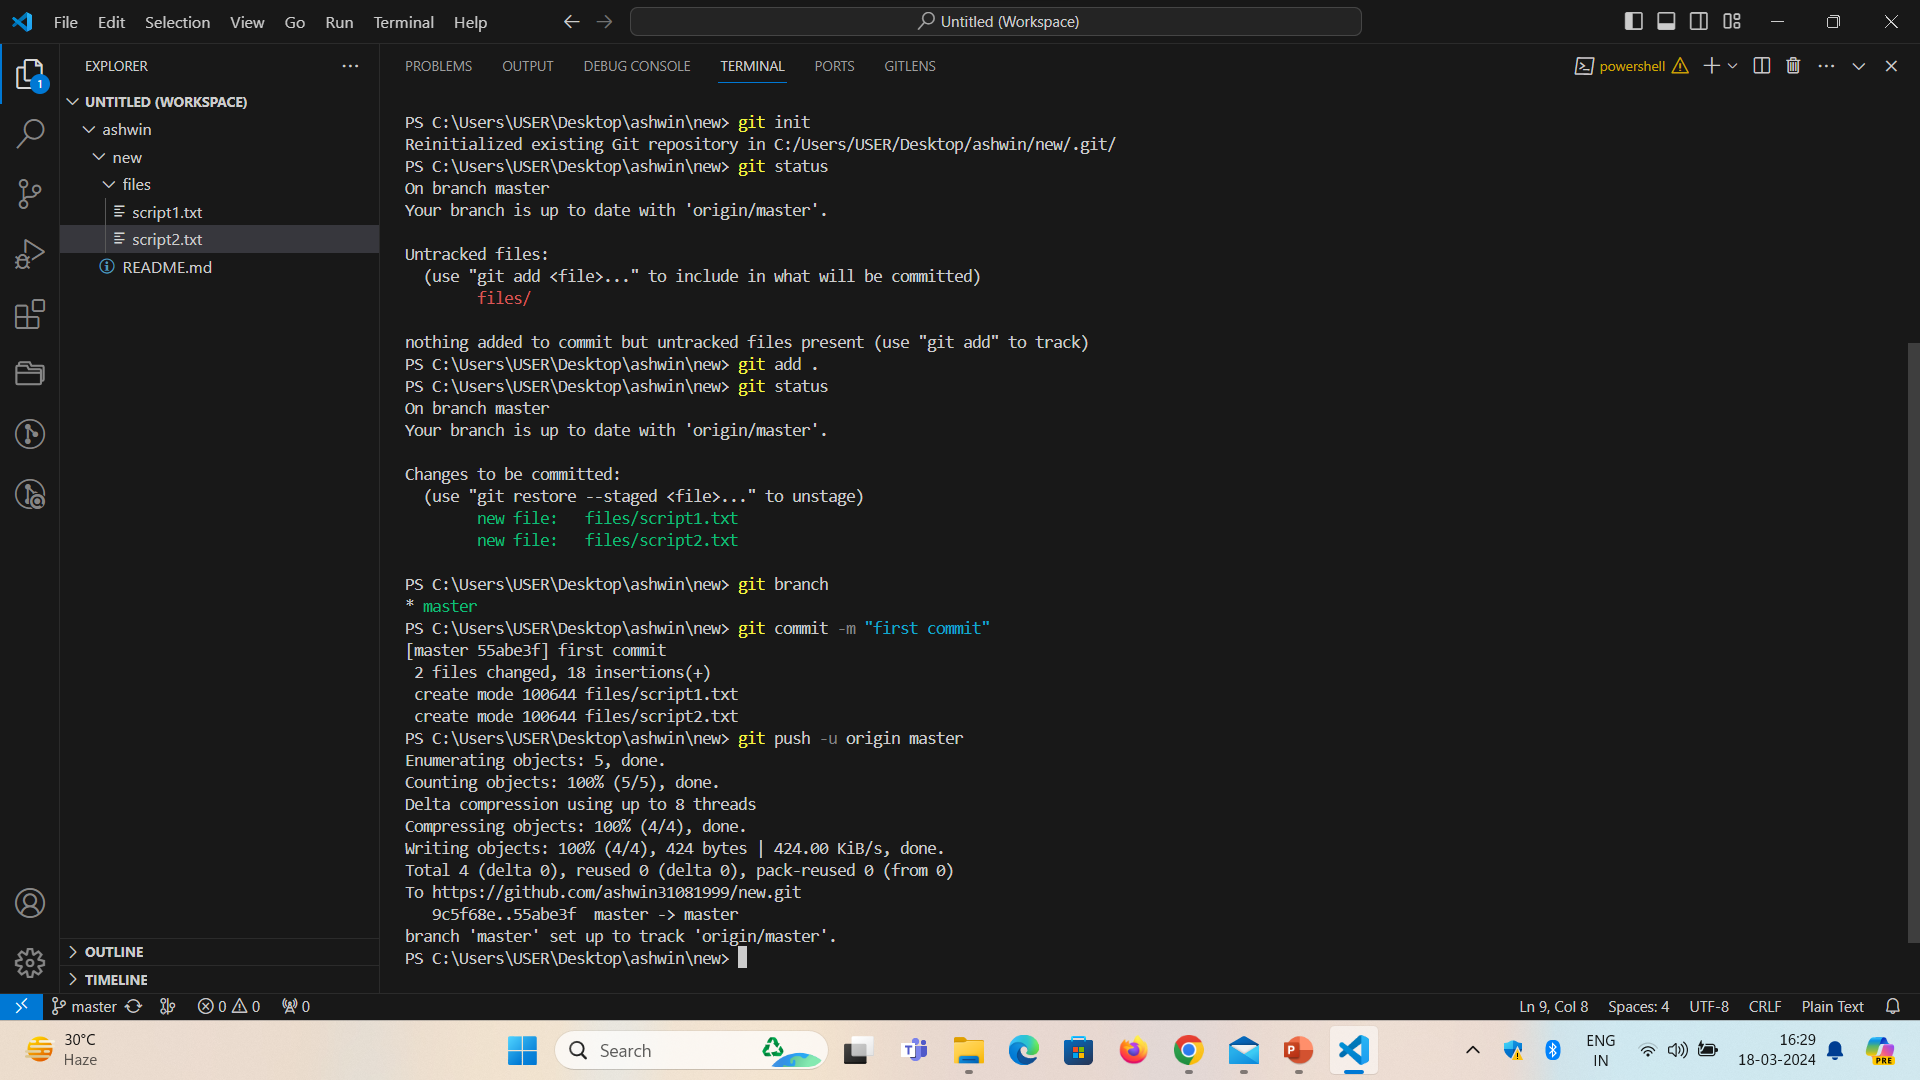 File Edit Selection View Go Run Terminal Help
Untitled (Workspace)
EXPLORER
1
UNTITLED (WORKSPACE)
ashwin
new
files
script1.txt
script2.txt
README.md
OUTLINE
TIMELINE
PROBLEMS OUTPUT DEBUG CONSOLE TERMINAL PORTS GITLENS
powershell
PS C:\Users\USER\Desktop\ashwin\new> git init
Reinitialized existing Git repository in C:/Users/USER/Desktop/ashwin/new/.git/
PS C:\Users\USER\Desktop\ashwin\new> git status
On branch master
Your branch is up to date with 'origin/master'.
Untracked files:
(use "git add <file>..." to include in what will be committed)
files/
nothing added to commit but untracked files present (use "git add" to track)
PS C:\Users\USER\Desktop\ashwin\new> git add .
PS C:\Users\USER\Desktop\ashwin\new> git status
On branch master
Your branch is up to date with 'origin/master'.
Changes to be committed:
(use "git restore --staged <file>..." to unstage)
new file:   files/script1.txt
new file:   files/script2.txt
PS C:\Users\USER\Desktop\ashwin\new> git branch
* master
PS C:\Users\USER\Desktop\ashwin\new> git commit -m "first commit"
[master 55abe3f] first commit
2 files changed, 18 insertions(+)
create mode 100644 files/script1.txt
create mode 100644 files/script2.txt
PS C:\Users\USER\Desktop\ashwin\new> git push -u origin master
Enumerating objects: 5, done.
Counting objects: 100% (5/5), done.
Delta compression using up to 8 threads
Compressing objects: 100% (4/4), done.
Writing objects: 100% (4/4), 424 bytes | 424.00 KiB/s, done.
Total 4 (delta 0), reused 0 (delta 0), pack-reused 0 (from 0)
To https://github.com/ashwin31081999/new.git
9c5f68e..55abe3f  master -> master
branch 'master' set up to track 'origin/master'.
PS C:\Users\USER\Desktop\ashwin\new>
master 0 0 0
Ln 9, Col 8 Spaces: 4 UTF-8 CRLF Plain Text
30°C
Haze
Search
ENG
IN
16:29
18-03-2024
PRE